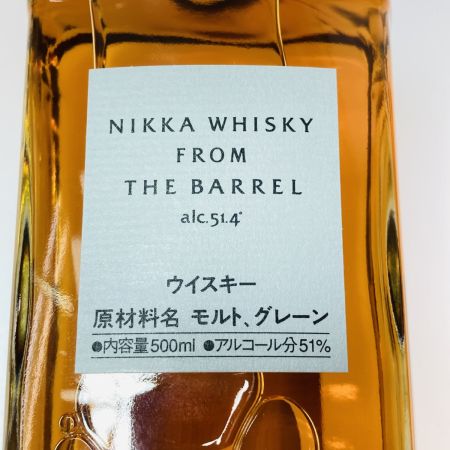 NIKKA WHISKY
FROM
THE BARREL
alc.51.4°
ウイスキー
原材料名 モルト、グレーン
●内容量500ml ●アルコール分51%